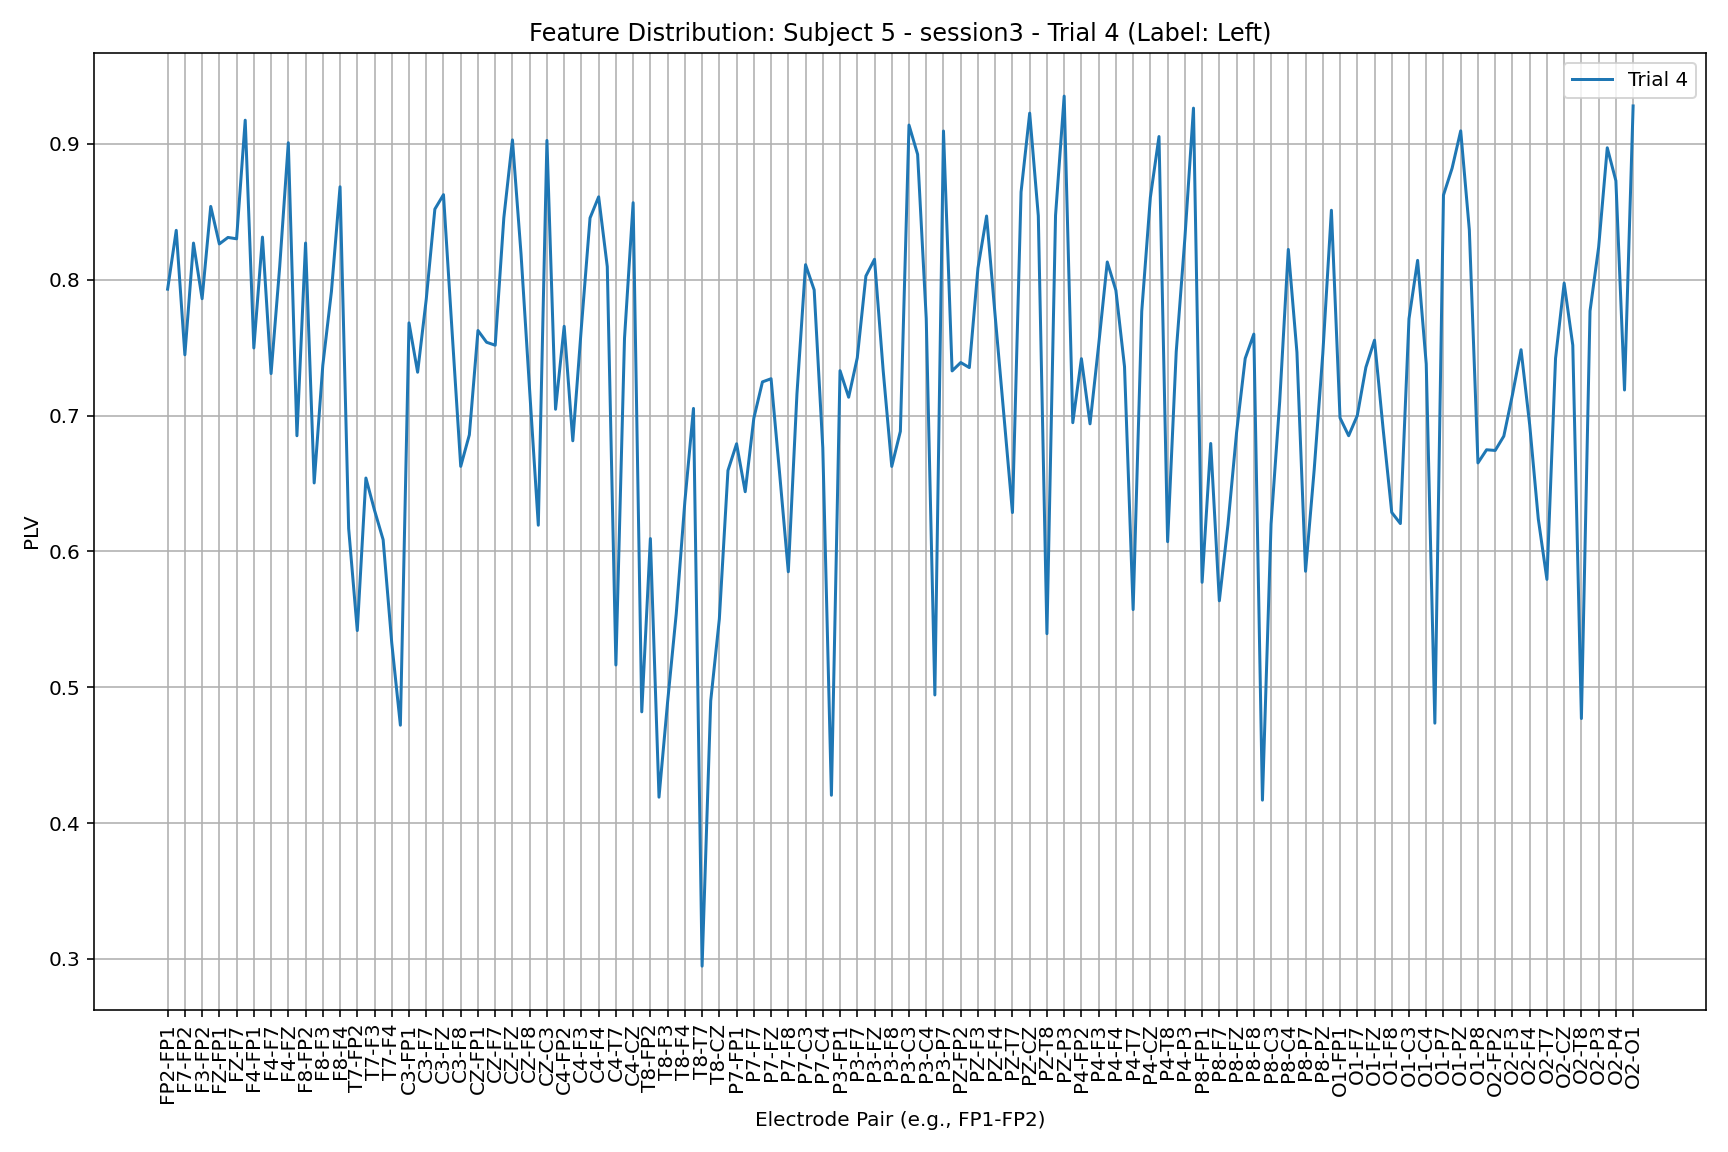 Feature Distribution: Subject 5 - session3 - Trial 4 (Label: Left)
Trial 4
PLV
0.9
0.8
0.7
0.6
0.5
0.4
0.3
FP2-FP1
F7-FP2
F3-FP2
FZ-FP1
FZ-F7
F4-FP1
F4-F7
F4-FZ
F8-FP2
F8-F3
F8-F4
T7-FP2
T7-F3
T7-F4
C3-FP1
C3-F7
C3-FZ
C3-F8
CZ-FP1
CZ-F7
CZ-FZ
CZ-F8
CZ-C3
C4-FP2
C4-F3
C4-F4
C4-T7
C4-CZ
T8-FP2
T8-F3
T8-F4
T8-T7
T8-CZ
P7-FP1
P7-F7
P7-FZ
P7-F8
P7-C3
P7-C4
P3-FP1
P3-F7
P3-FZ
P3-F8
P3-C3
P3-C4
P3-P7
PZ-FP2
PZ-F3
PZ-F4
PZ-T7
PZ-CZ
PZ-T8
PZ-P3
P4-FP2
P4-F3
P4-F4
P4-T7
P4-CZ
P4-T8
P4-P3
P8-FP1
P8-F7
P8-FZ
P8-F8
P8-C3
P8-C4
P8-P7
P8-PZ
O1-FP1
O1-F7
O1-FZ
O1-F8
O1-C3
O1-C4
O1-P7
O1-PZ
O1-P8
O2-FP2
O2-F3
O2-F4
O2-T7
O2-CZ
O2-T8
O2-P3
O2-P4
O2-O1
Electrode Pair (e.g., FP1-FP2)